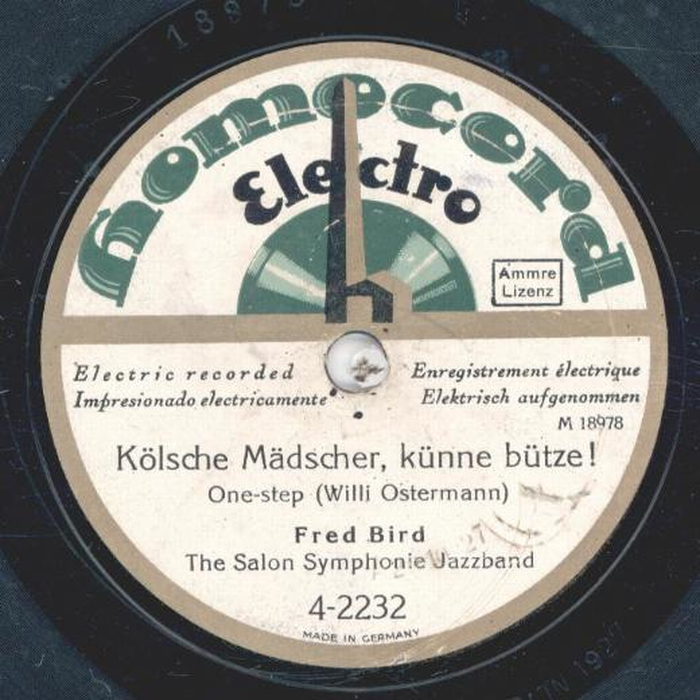 Homocord
Electro
Ammre
Lizenz
Electric recorded
Impresionado electricamente
Enregistrement électrique
Elektrisch aufgenommen
M 18978
Kölsche Mädscher, künne bütze!
One-step (Willi Ostermann)
Fred Bird
The Salon Symphonie Jazzband
4-2232
MADE IN GERMANY